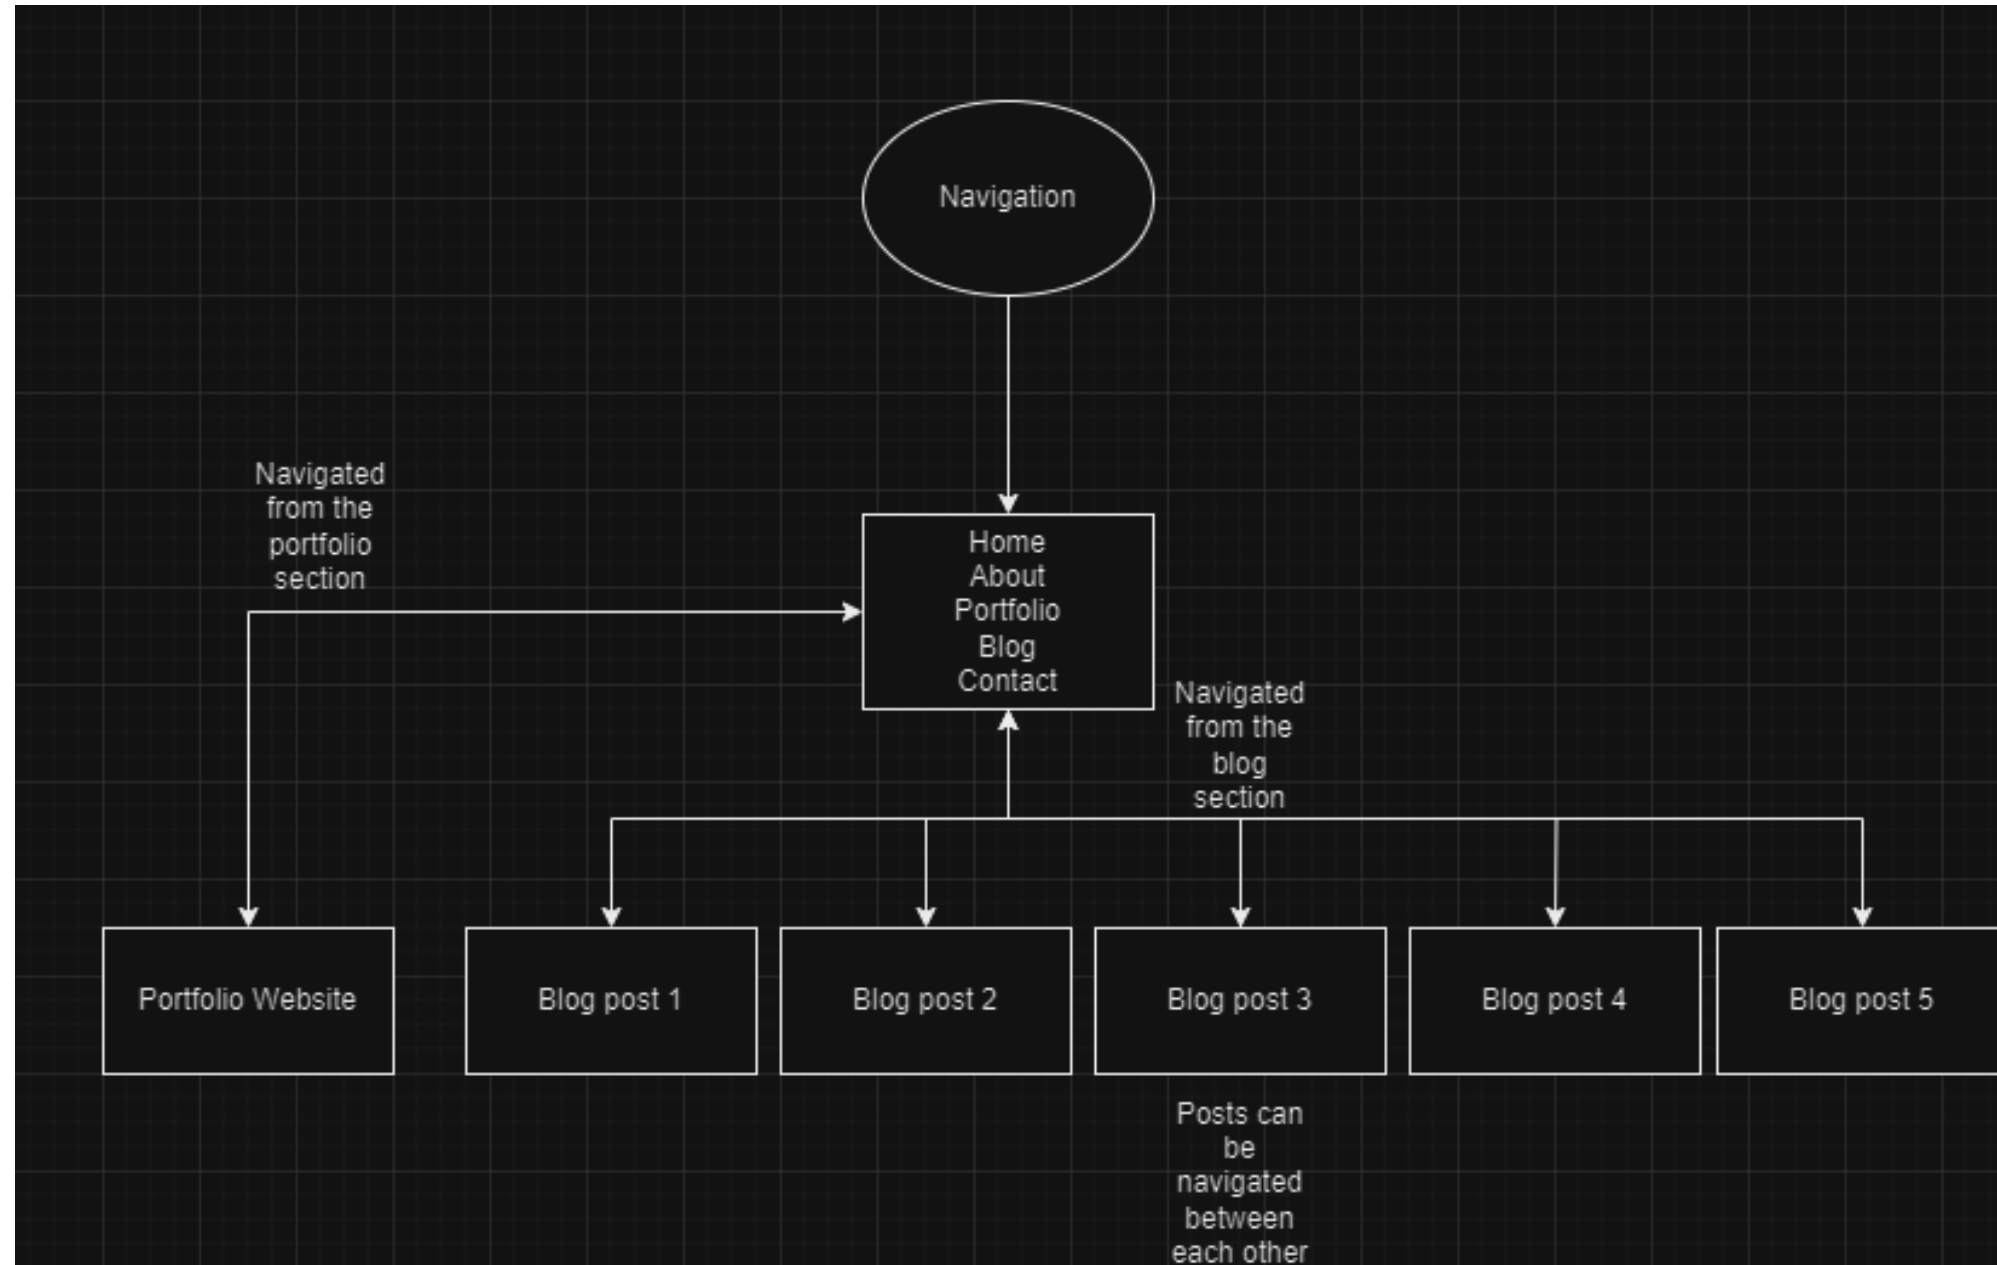 Navigation
Navigated
from the
portfolio
section
Home
About
Portfolio
Blog
Contact
Navigated
from the
blog
section
Portfolio Website
Blog post 1
Blog post 2
Blog post 3
Blog post 4
Blog post 5
Posts can
be
navigated
between
each other